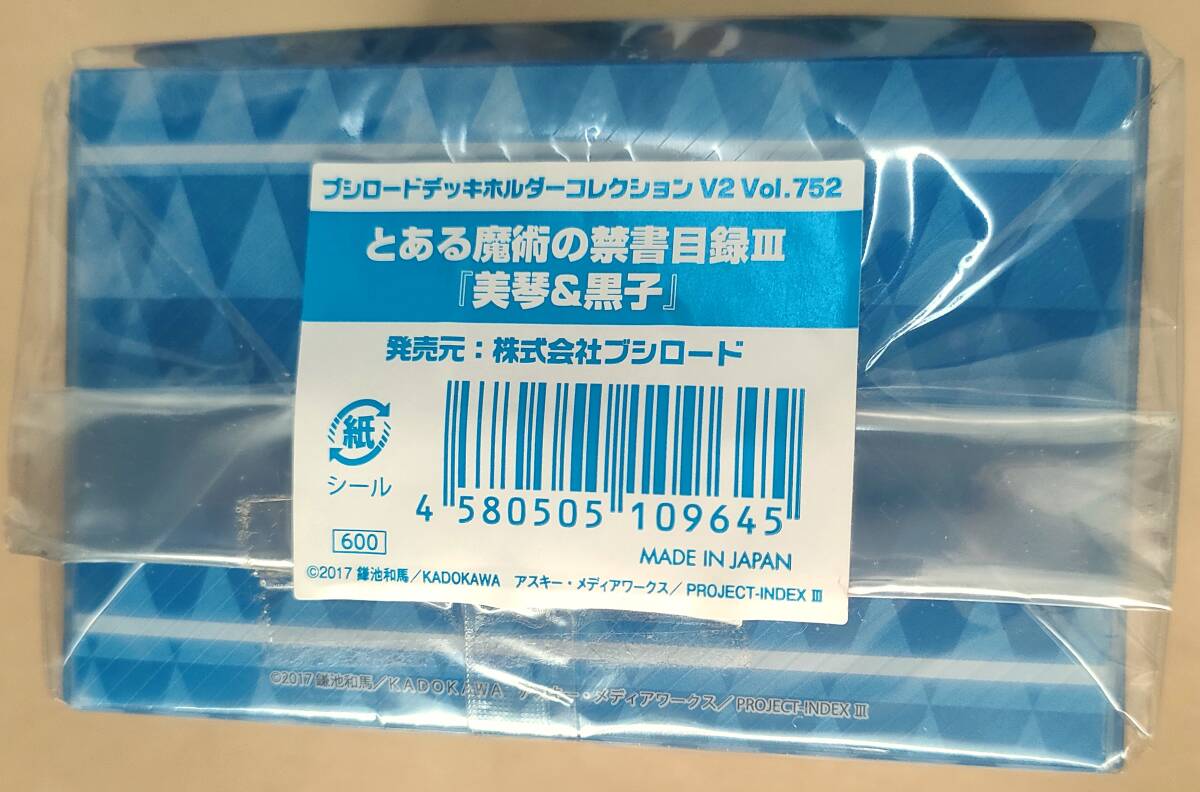 ブシロードデッキホルダーコレクション V2 Vol.752
とある魔術の禁書目録Ⅲ
『美琴&黒子』
発売元：株式会社ブシロード
紙
シール
4 580505 109645
600
MADE IN JAPAN
©2017 鎌池和馬／KADOKAWA アスキー・メディアワークス／PROJECT-INDEX Ⅲ
©2017 鎌池和馬／KADOKAWA アスキー・メディアワークス／PROJECT-INDEX Ⅲ